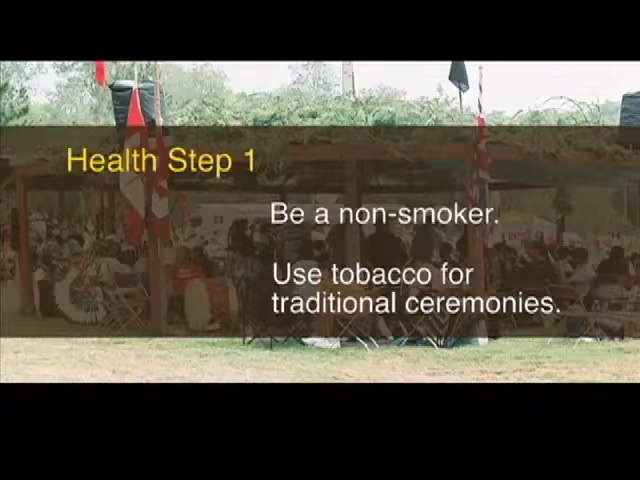 Health Step 1
Be a non-smoker.
Use tobacco for
traditional ceremonies.